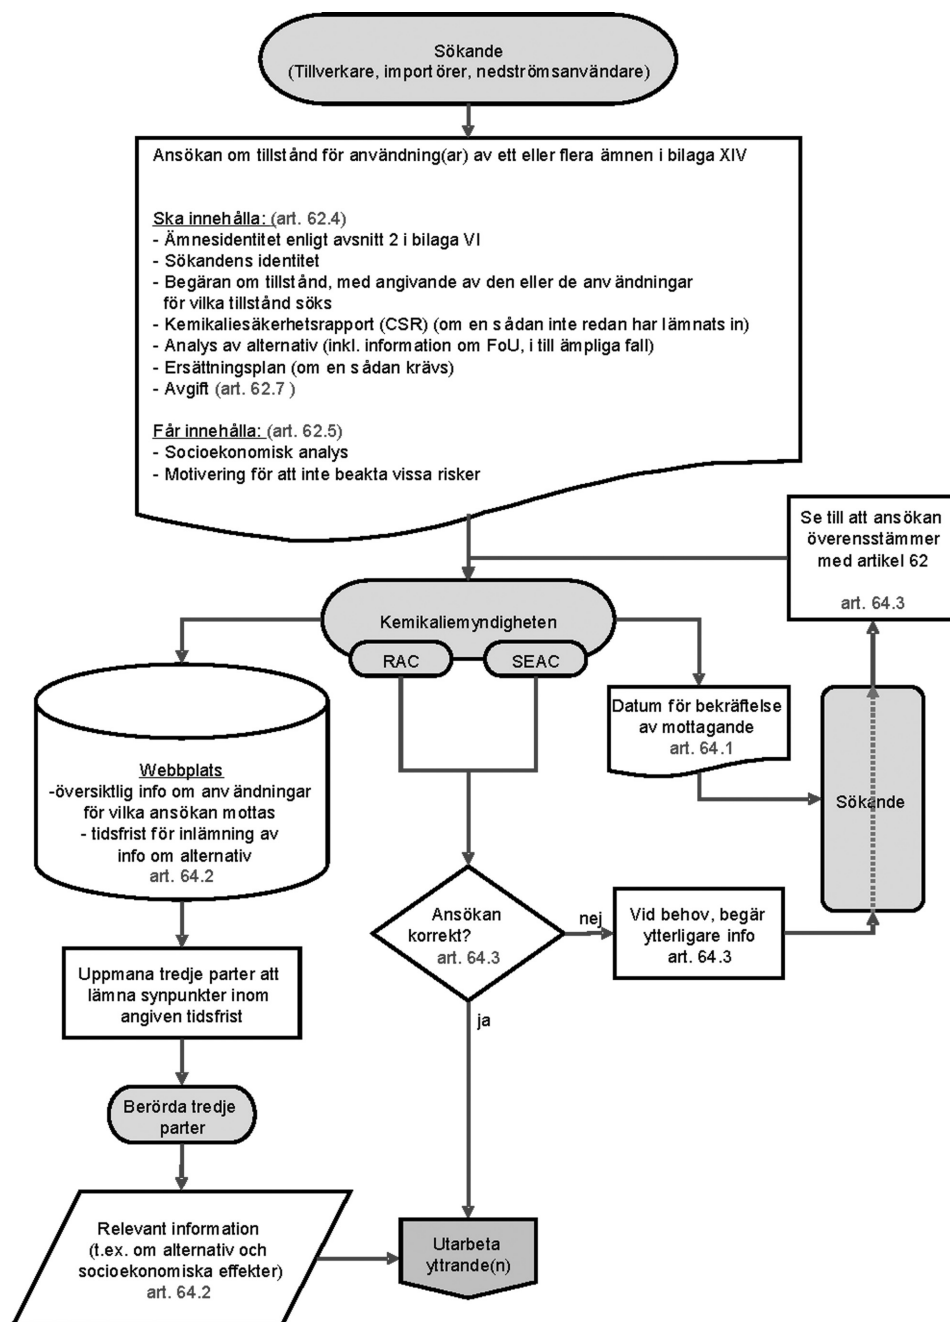 Sökande
(Tillverkare, importörer, nedströmsanvändare)
Ansökan om tillstånd för användning(ar) av ett eller flera ämnen i bilaga XIV
Ska innehålla: (art. 62.4)
- Ämnesidentitet enligt avsnitt 2 i bilaga VI
- Sökandens identitet
- Begäran om tillstånd, med angivande av den eller de användningar
för vilka tillstånd söks
- Kemikaliesäkerhetsrapport (CSR) (om en sådan inte redan har lämnats in)
- Analys av alternativ (inkl. information om FoU, i tillämpliga fall)
- Ersättningsplan (om en sådan krävs)
- Avgift (art. 62.7 )
Får innehålla: (art. 62.5)
- Socioekonomisk analys
- Motivering för att inte beakta vissa risker
Se till att ansökan
överensstämmer
med artikel 62
art. 64.3
Kemikaliemyndigheten
RAC
SEAC
Datum för bekräftelse
av mottagande
art. 64.1
Sökande
Webbplats
-översiktlig info om användningar
för vilka ansökan mottas
- tidsfrist för inlämning av
info om alternativ
art. 64.2
Ansökan
korrekt?
art. 64.3
nej
Vid behov, begär
ytterligare info
art. 64.3
ja
Uppmana tredje parter att
lämna synpunkter inom
angiven tidsfrist
Berörda tredje
parter
Relevant information
(t.ex. om alternativ och
socioekonomiska effekter)
art. 64.2
Utarbeta
yttrande(n)